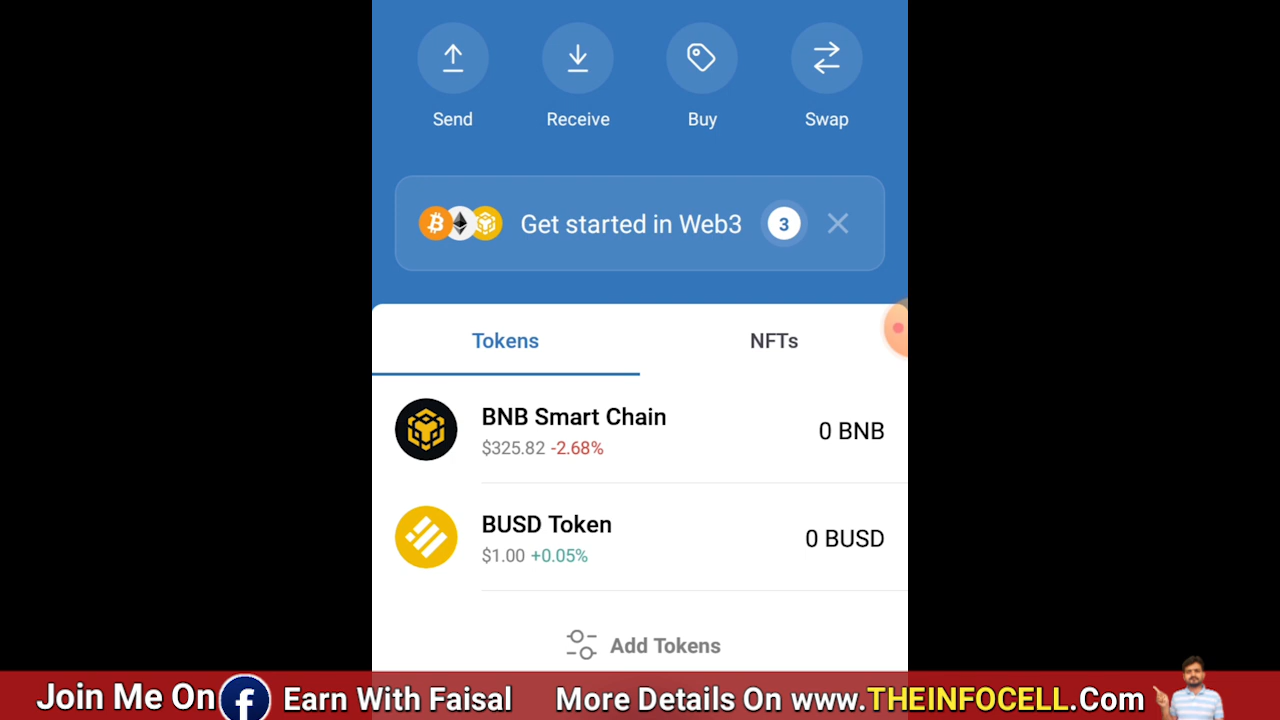 Send Receive Buy Swap
Get started in Web3 3
Tokens NFTs
BNB Smart Chain
0 BNB
$325.82 -2.68%
BUSD Token
0 BUSD
$1.00 +0.05%
Add Tokens
Join Me On f Earn With Faisal More Details On www.THEINFOCELL.Com